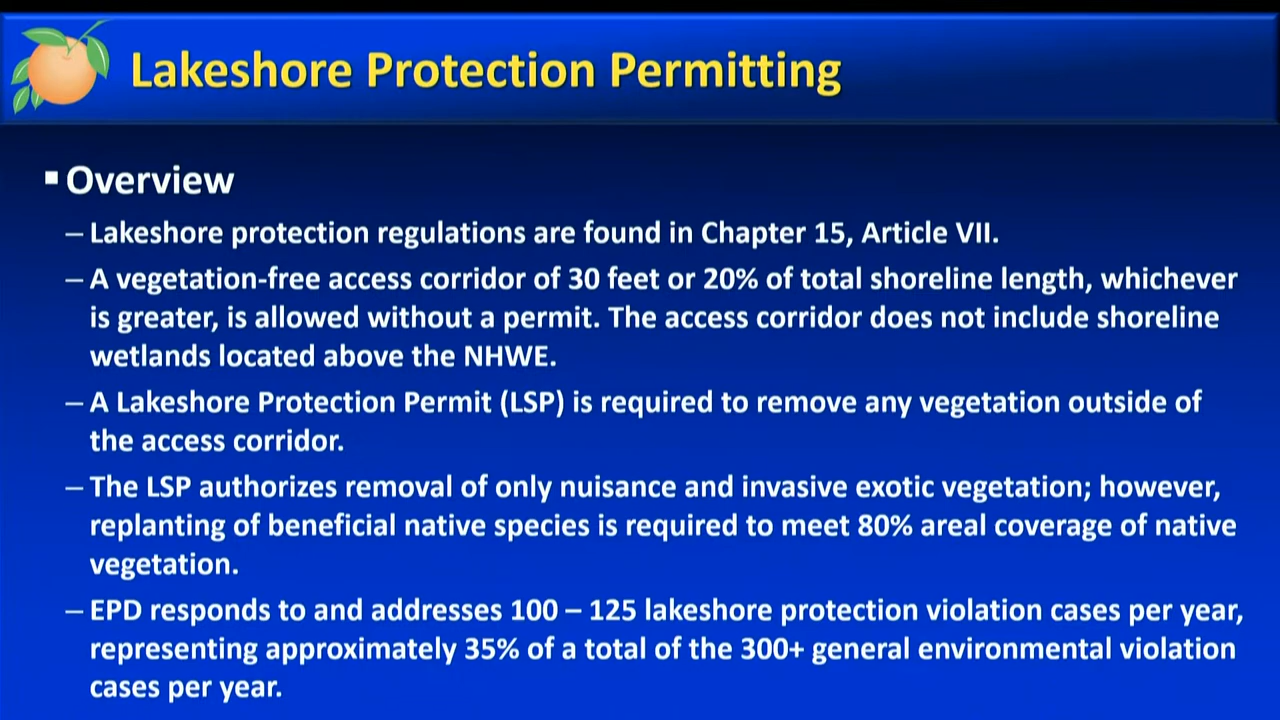 Lakeshore Protection Permitting
▪ Overview
– Lakeshore protection regulations are found in Chapter 15, Article VII.
– A vegetation-free access corridor of 30 feet or 20% of total shoreline length, whichever
is greater, is allowed without a permit. The access corridor does not include shoreline
wetlands located above the NHWE.
– A Lakeshore Protection Permit (LSP) is required to remove any vegetation outside of
the access corridor.
– The LSP authorizes removal of only nuisance and invasive exotic vegetation; however,
replanting of beneficial native species is required to meet 80% areal coverage of native
vegetation.
– EPD responds to and addresses 100 – 125 lakeshore protection violation cases per year,
representing approximately 35% of a total of the 300+ general environmental violation
cases per year.